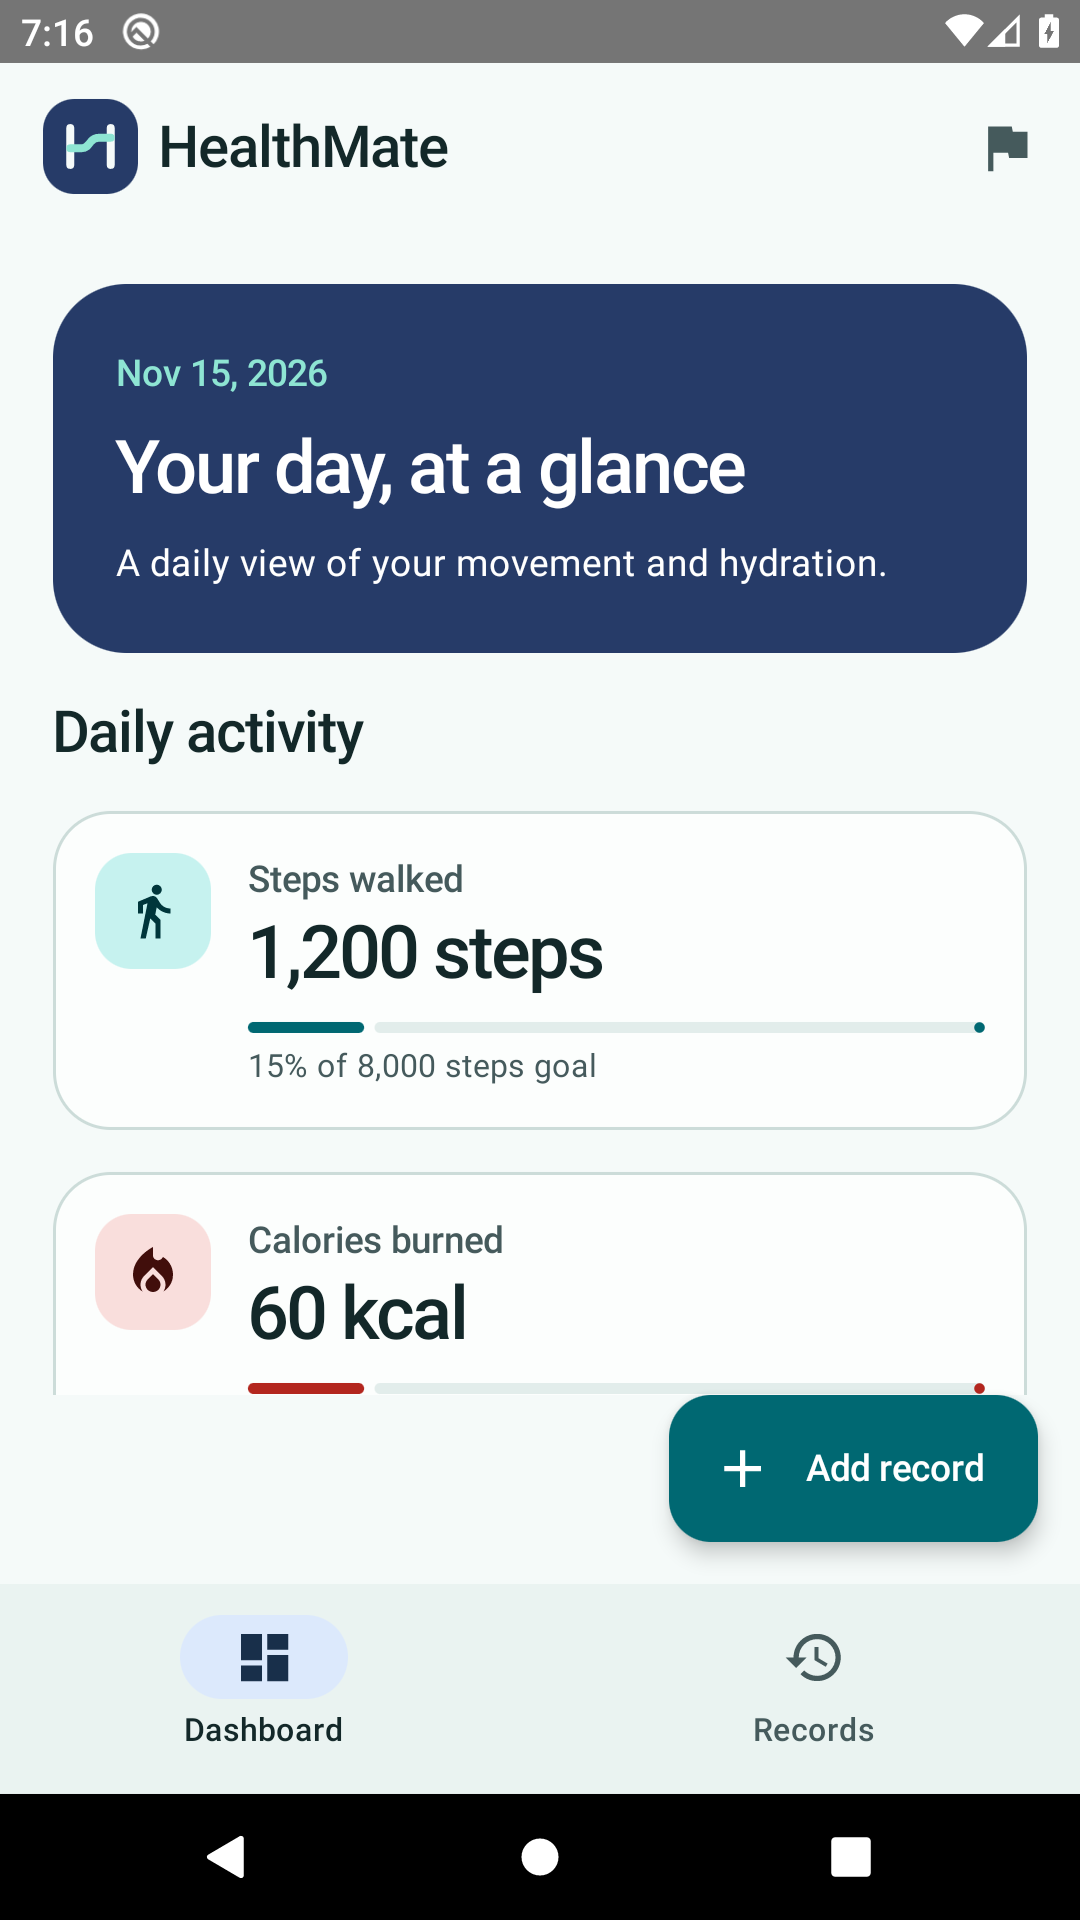 7:16
HealthMate
Nov 15, 2026
Your day, at a glance
A daily view of your movement and hydration.
Daily activity
Steps walked
1,200 steps
15% of 8,000 steps goal
Calories burned
60 kcal
Add record
Dashboard
Records